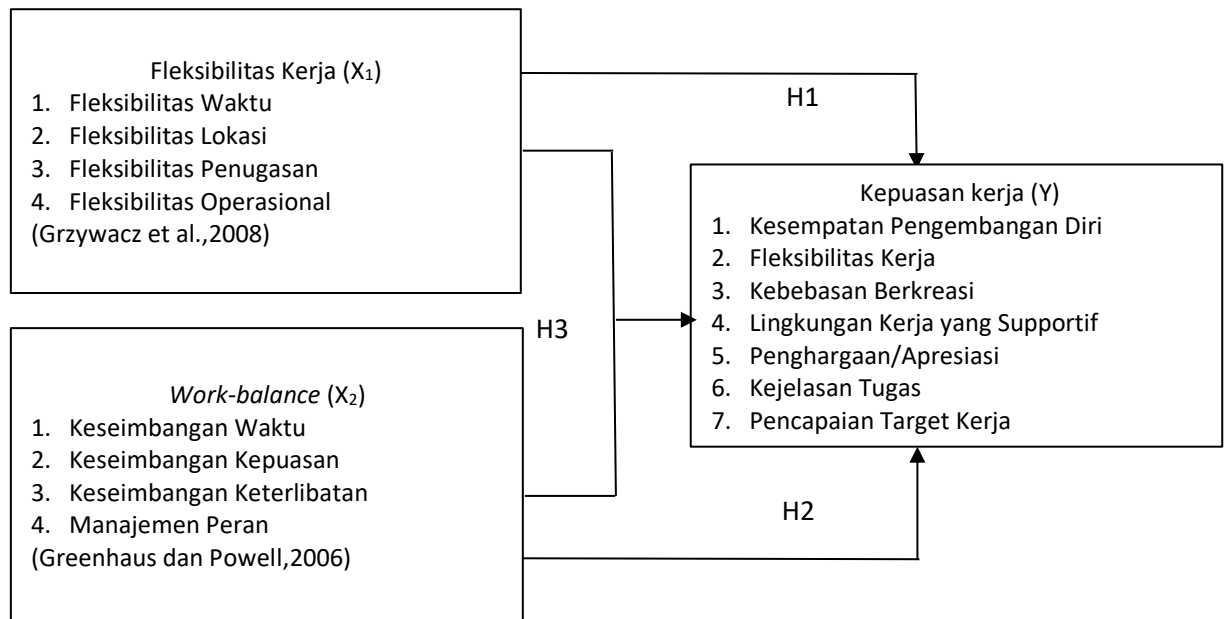 Fleksibilitas Kerja (X₁)
1. Fleksibilitas Waktu
2. Fleksibilitas Lokasi
3. Fleksibilitas Penugasan
4. Fleksibilitas Operasional
(Grzywacz et al.,2008)
H1
Kepuasan kerja (Y)
1. Kesempatan Pengembangan Diri
2. Fleksibilitas Kerja
3. Kebebasan Berkreasi
4. Lingkungan Kerja yang Supportif
5. Penghargaan/Apresiasi
6. Kejelasan Tugas
7. Pencapaian Target Kerja
H3
Work-balance (X₂)
1. Keseimbangan Waktu
2. Keseimbangan Kepuasan
3. Keseimbangan Keterlibatan
4. Manajemen Peran
(Greenhaus dan Powell,2006)
H2